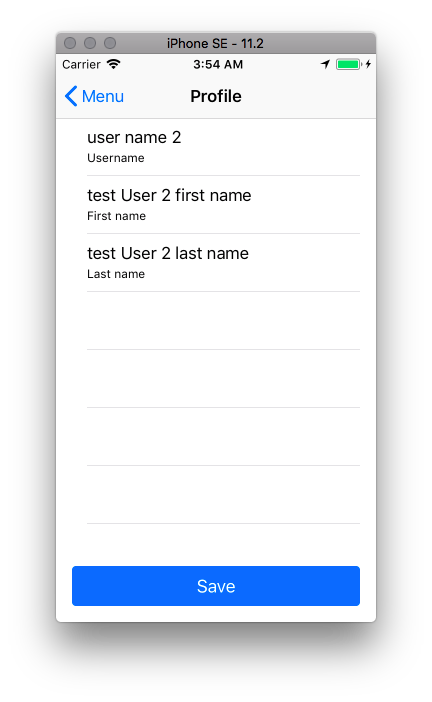 iPhone SE - 11.2
Carrier 3:54 AM
Menu Profile
user name 2
Username
test User 2 first name
First name
test User 2 last name
Last name
Save